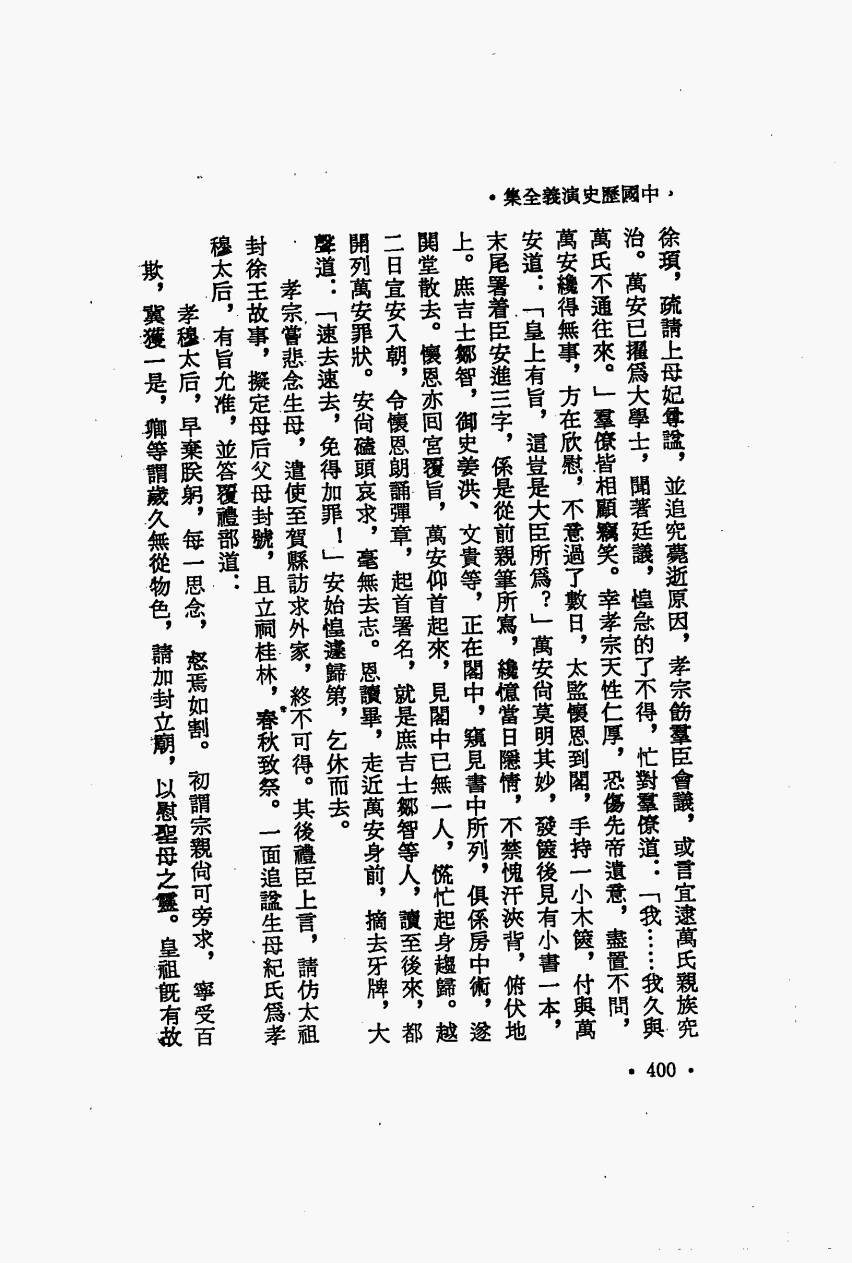 ·中國歷史演義全集·
徐頊，疏請上母妃尊諡，並追究薨逝原因，孝宗飭羣臣會議，或言宜逮萬氏親族究
治。萬安已擢爲大學士，聞著廷議，惶急的了不得，忙對羣僚道：「我……我久與
萬氏不通往來。」羣僚皆相顧竊笑。幸孝宗天性仁厚，恐傷先帝遺意，盡置不問，
萬安纔得無事，方在欣慰，不意過了數日，太監懷恩到閣，手持一小木篋，付與萬
安道：「皇上有旨，這豈是大臣所爲？」萬安尙莫明其妙，發篋後見有小書一本，
末尾署着臣安進三字，係是從前親筆所寫，纔憶當日隱情，不禁愧汗浹背，俯伏地
上。庶吉士鄒智，御史姜洪、文貴等，正在閣中，窺見書中所列，俱係房中術，遂
鬨堂散去。懷恩亦回宮覆旨，萬安仰首起來，見閣中已無一人，慌忙起身趨歸。越
二日宣安入朝，令懷恩朗誦彈章，起首署名，就是庶吉士鄒智等人，讀至後來，都
開列萬安罪狀。安尙磕頭哀求，毫無去志。恩讀畢，走近萬安身前，摘去牙牌，大
聲道：「速去速去，免得加罪！」安始惶遽歸第，乞休而去。
孝宗嘗悲念生母，遣使至賀縣訪求外家，終不可得。其後禮臣上言，請仿太祖
封徐王故事，擬定母后父母封號，且立祠桂林，春秋致祭。一面追諡生母紀氏爲孝
穆太后，有旨允准，並答覆禮部道：
孝穆太后，早棄朕躬，每一思念，惄焉如割。初謂宗親尙可旁求，寧受百
欺，冀獲一是，卿等謂歲久無從物色，請加封立廟，以慰聖母之靈。皇祖旣有故
·400·